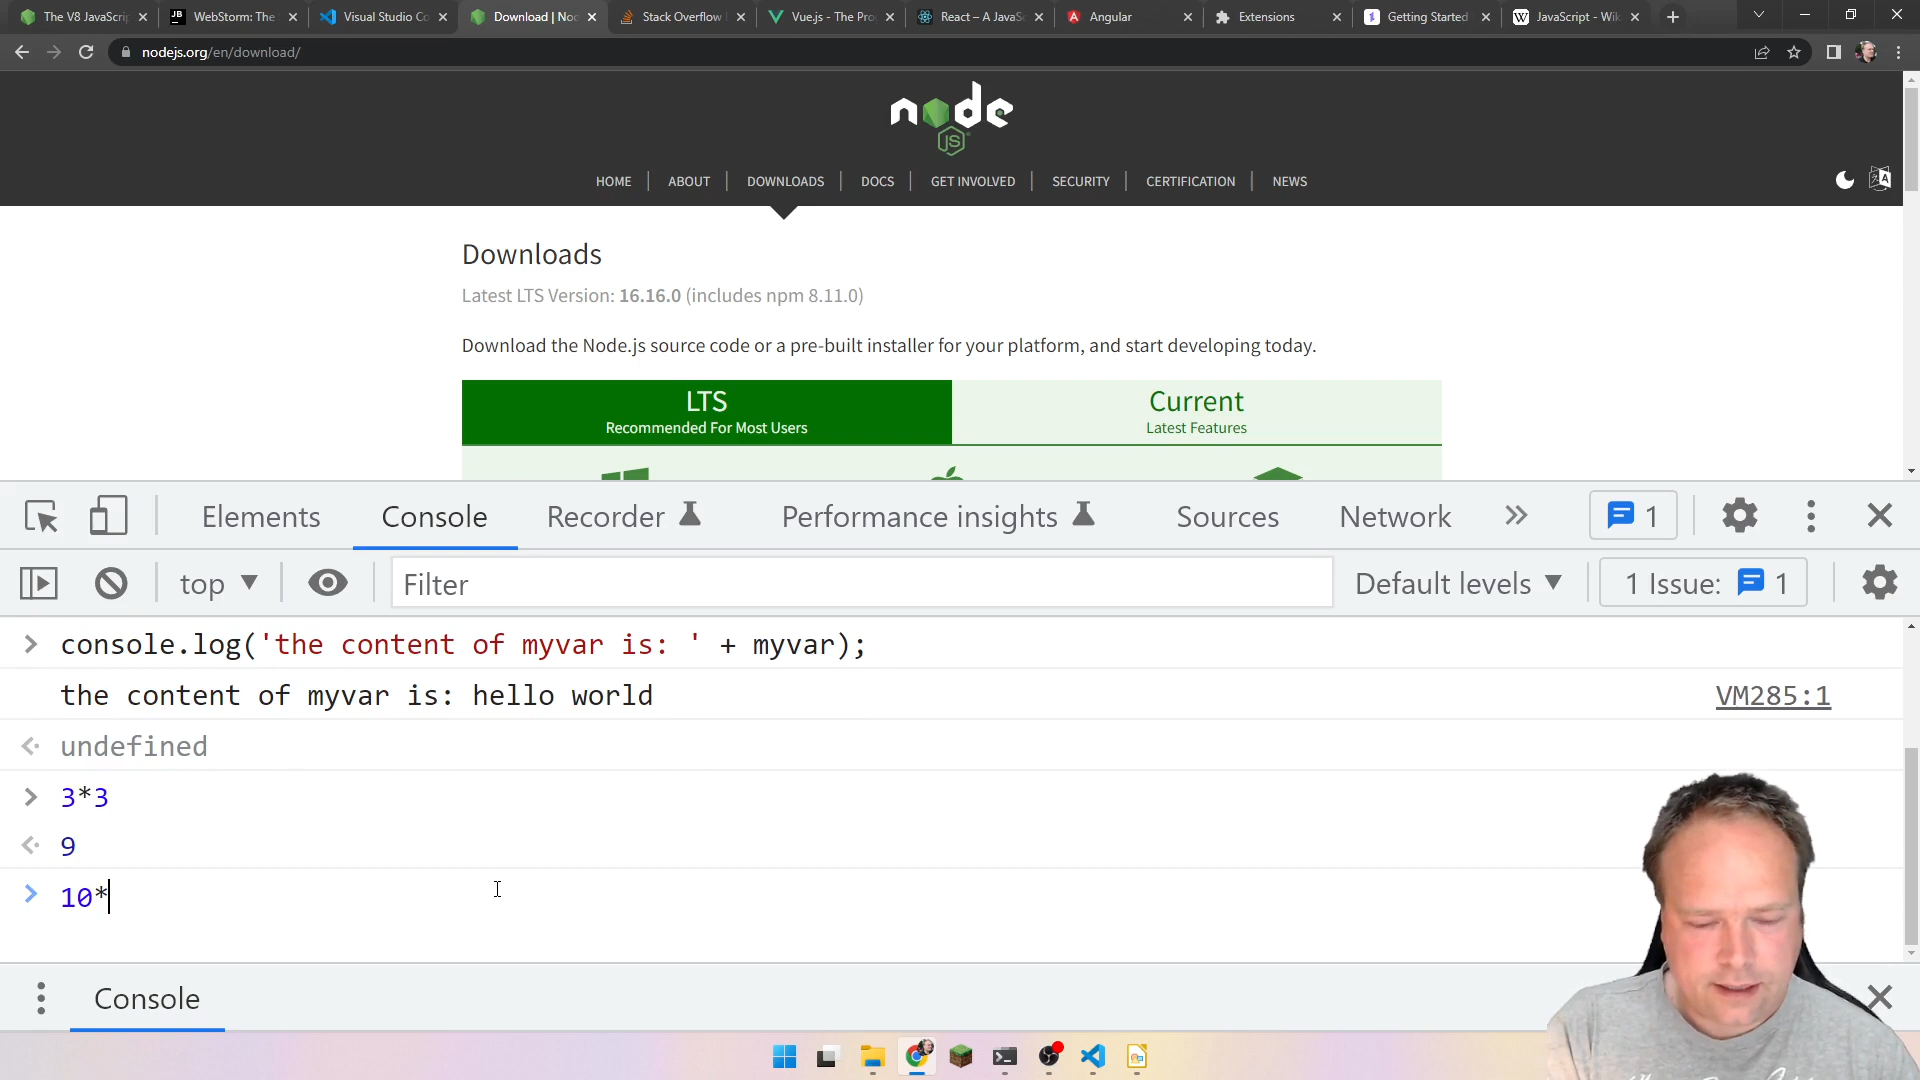 The V8 JavaScri
WebStorm: The
Visual Studio Co
Download | Nod
Stack Overflow
Vue.js - The Pro
React – A JavaS
Angular
Extensions
Getting Started
JavaScript - Wik
nodejs.org/en/download/
node
JS
HOME
ABOUT
DOWNLOADS
DOCS
GET INVOLVED
SECURITY
CERTIFICATION
NEWS
Downloads
Latest LTS Version: 16.16.0 (includes npm 8.11.0)
Download the Node.js source code or a pre-built installer for your platform, and start developing today.
LTS
Recommended For Most Users
Current
Latest Features
Elements
Console
Recorder
Performance insights
Sources
Network
1
top
Filter
Default levels
1 Issue: 1
console.log('the content of myvar is: ' + myvar);
the content of myvar is: hello world
VM285:1
undefined
3*3
9
10*
Console